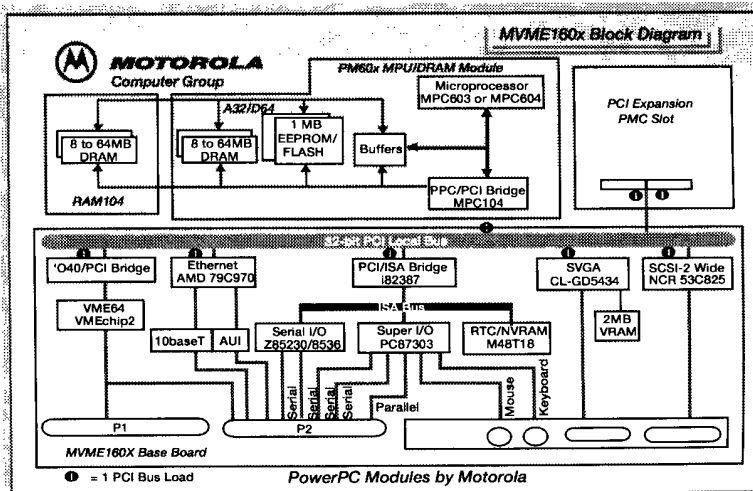 MVME160x Block Diagram
MOTOROLA
Computer Group
PM60x MPU/DRAM Module
Microprocessor
MPC603 or MPC604
A32/D64
1 MB
EEPROM/
FLASH
8 to 64MB
DRAM
8 to 64MB
DRAM
Buffers
PPC/PCI Bridge
MPC104
RAM104
PCI Expansion
PMC Slot
32-bit PCI Local Bus
'O40/PCI Bridge
Ethernet
AMD 79C970
PCI/ISA Bridge
i82387
SVGA
CL-GD5434
SCSI-2 Wide
NCR 53C825
VME64
VMEchip2
ISA Bus
2MB
VRAM
10baseT
AUI
Serial I/O
Z85230/8536
Super I/O
PC87303
RTC/NVRAM
M48T18
Serial
Serial
Serial
Serial
Parallel
Mouse
Keyboard
P1
P2
MVME160X Base Board
= 1 PCI Bus Load
PowerPC Modules by Motorola